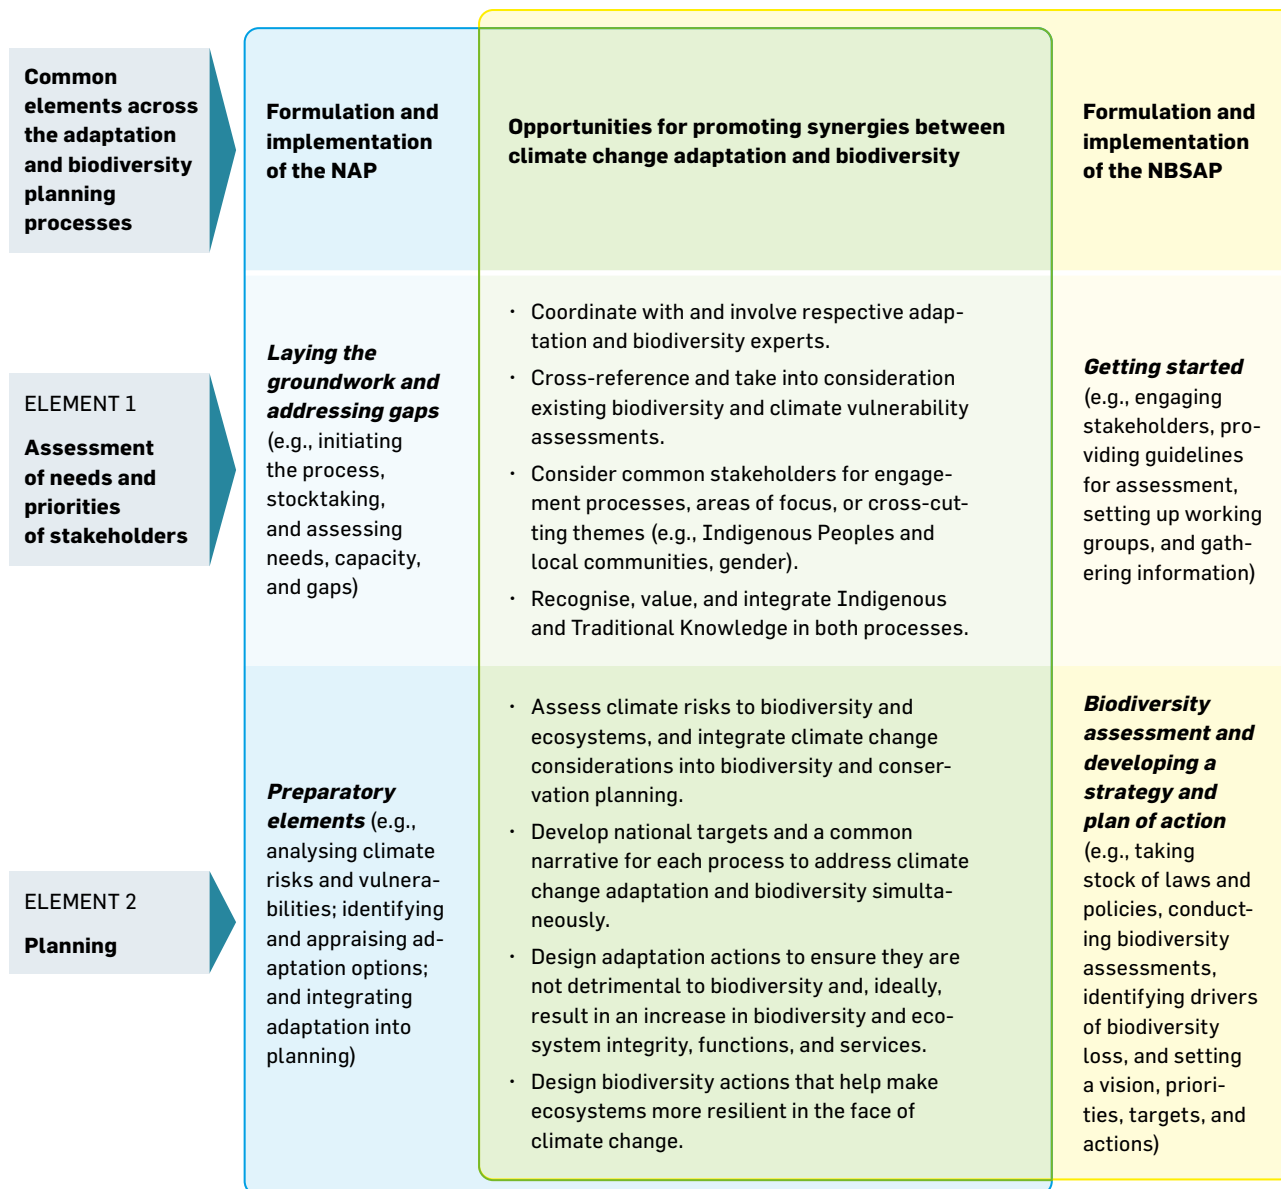 Common
elements across
the adaptation
and biodiversity
planning
processes
Formulation and
implementation
of the NAP
Opportunities for promoting synergies between
climate change adaptation and biodiversity
Formulation and
implementation
of the NBSAP
ELEMENT 1
Assessment
of needs and
priorities
of stakeholders
Laying the
groundwork and
addressing gaps
(e.g., initiating
the process,
stocktaking,
and assessing
needs, capacity,
and gaps)
· Coordinate with and involve respective adap-
tation and biodiversity experts.
· Cross-reference and take into consideration
existing biodiversity and climate vulnerability
assessments.
· Consider common stakeholders for engage-
ment processes, areas of focus, or cross-cut-
ting themes (e.g., Indigenous Peoples and
local communities, gender).
· Recognise, value, and integrate Indigenous
and Traditional Knowledge in both processes.
Getting started
(e.g., engaging
stakeholders, pro-
viding guidelines
for assessment,
setting up working
groups, and gath-
ering information)
ELEMENT 2
Planning
Preparatory
elements (e.g.,
analysing climate
risks and vulnera-
bilities; identifying
and appraising ad-
aptation options;
and integrating
adaptation into
planning)
· Assess climate risks to biodiversity and
ecosystems, and integrate climate change
considerations into biodiversity and conser-
vation planning.
· Develop national targets and a common
narrative for each process to address climate
change adaptation and biodiversity simulta-
neously.
· Design adaptation actions to ensure they are
not detrimental to biodiversity and, ideally,
result in an increase in biodiversity and eco-
system integrity, functions, and services.
· Design biodiversity actions that help make
ecosystems more resilient in the face of
climate change.
Biodiversity
assessment and
developing a
strategy and
plan of action
(e.g., taking
stock of laws and
policies, conduct-
ing biodiversity
assessments,
identifying drivers
of biodiversity
loss, and setting
a vision, priori-
ties, targets, and
actions)